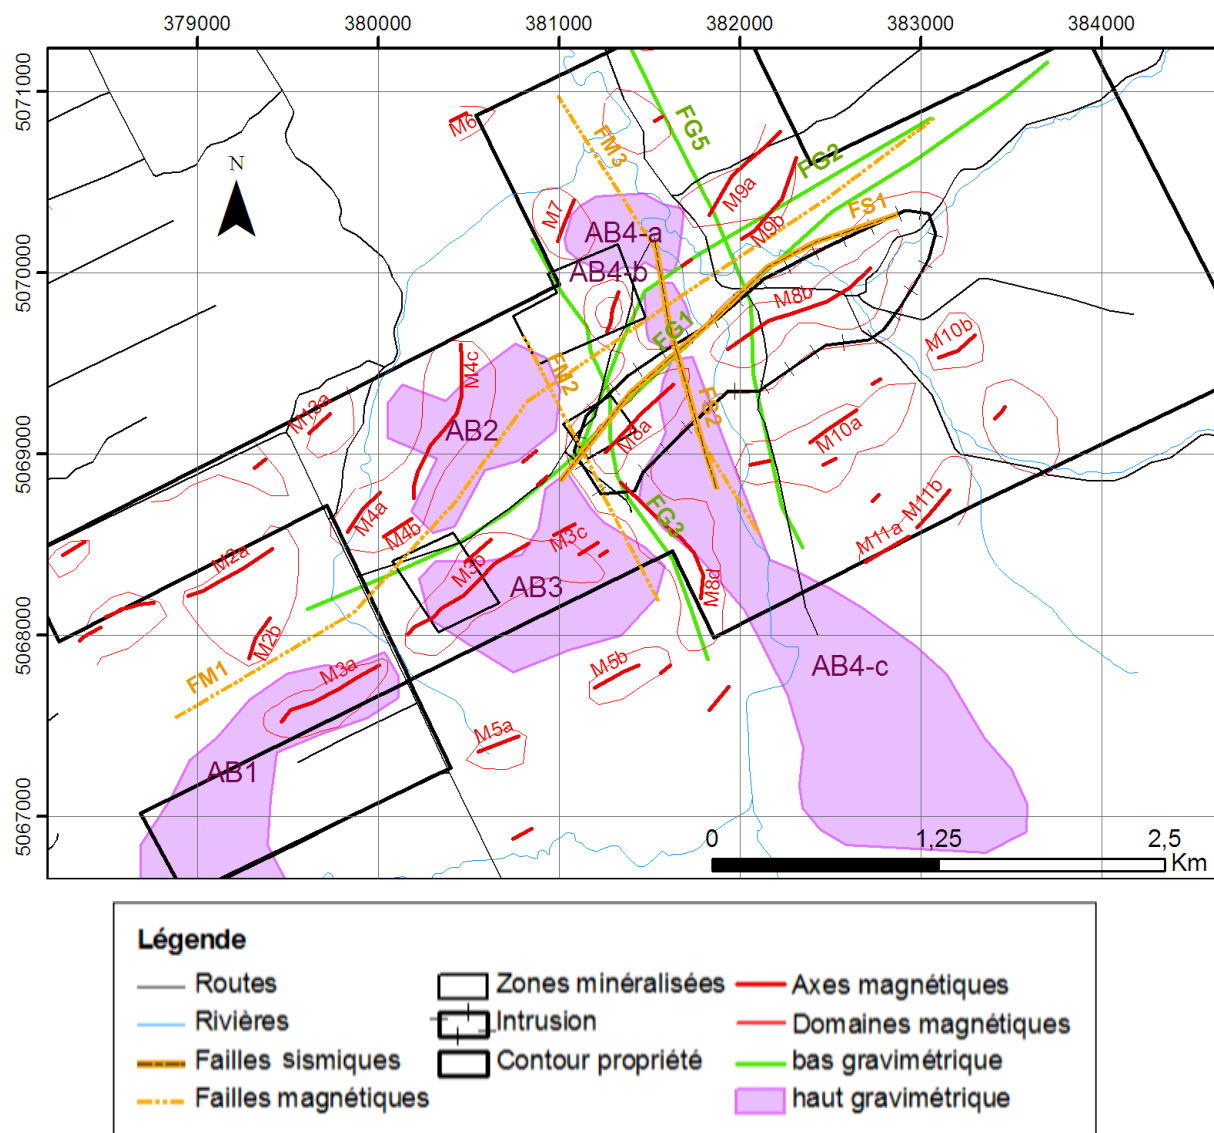 379000 380000 381000 382000 383000 384000
5071000
5070000
5069000
5068000
5067000
N
M6
FM3
FG5
FG2
M9a
M9b
FS1
M7
AB4-a
AB4-b
M8b
FG1
M10b
M4c
FM2
M13a
AB2
M8a
FS2
M10a
M4a
M4b
M11b
M11a
FG3
M2a
M3b
M3c
AB3
M8d
M2b
FM1
M3a
M5b
AB4-c
M5a
AB1
0 1,25 2,5
Km
Légende
Routes
Rivières
Failles sismiques
Failles magnétiques
Zones minéralisées
Intrusion
Contour propriété
Axes magnétiques
Domaines magnétiques
bas gravimétrique
haut gravimétrique